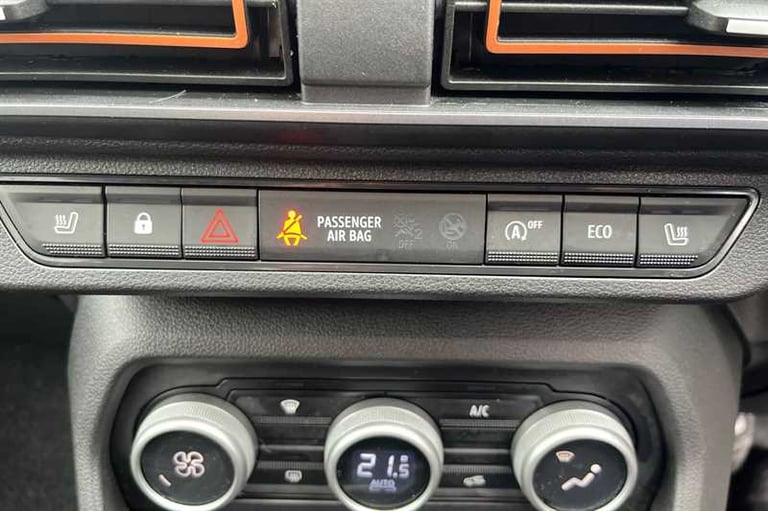 PASSENGER
AIR BAG
OFF
ON
A OFF
ECO
A/C
21.5
AUTO